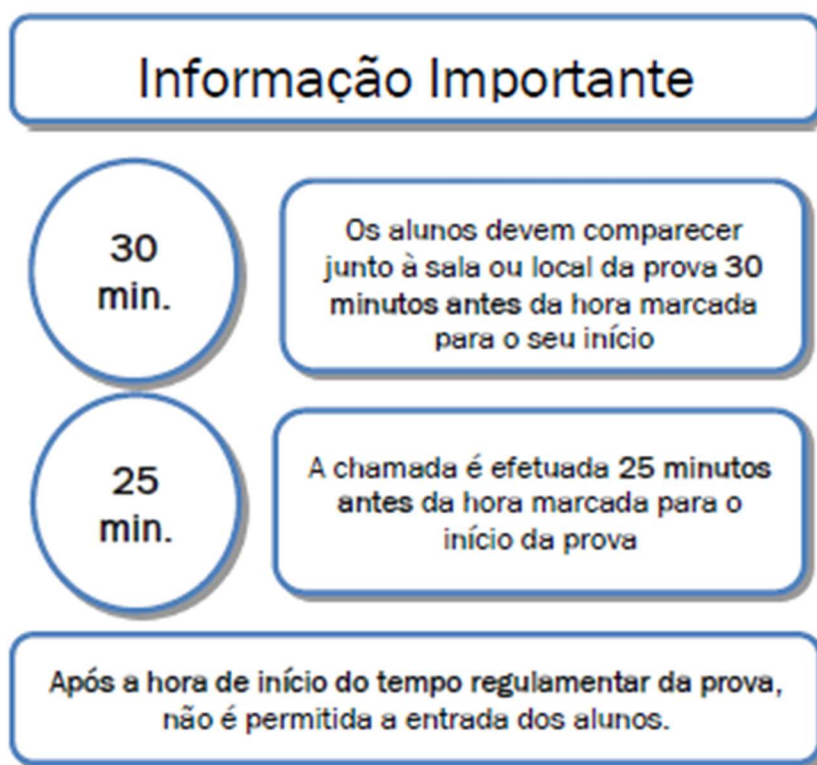 Informação Importante
30
min.
Os alunos devem comparecer
junto à sala ou local da prova 30
minutos antes da hora marcada
para o seu início
25
min.
A chamada é efetuada 25 minutos
antes da hora marcada para o
início da prova
Após a hora de início do tempo regulamentar da prova,
não é permitida a entrada dos alunos.